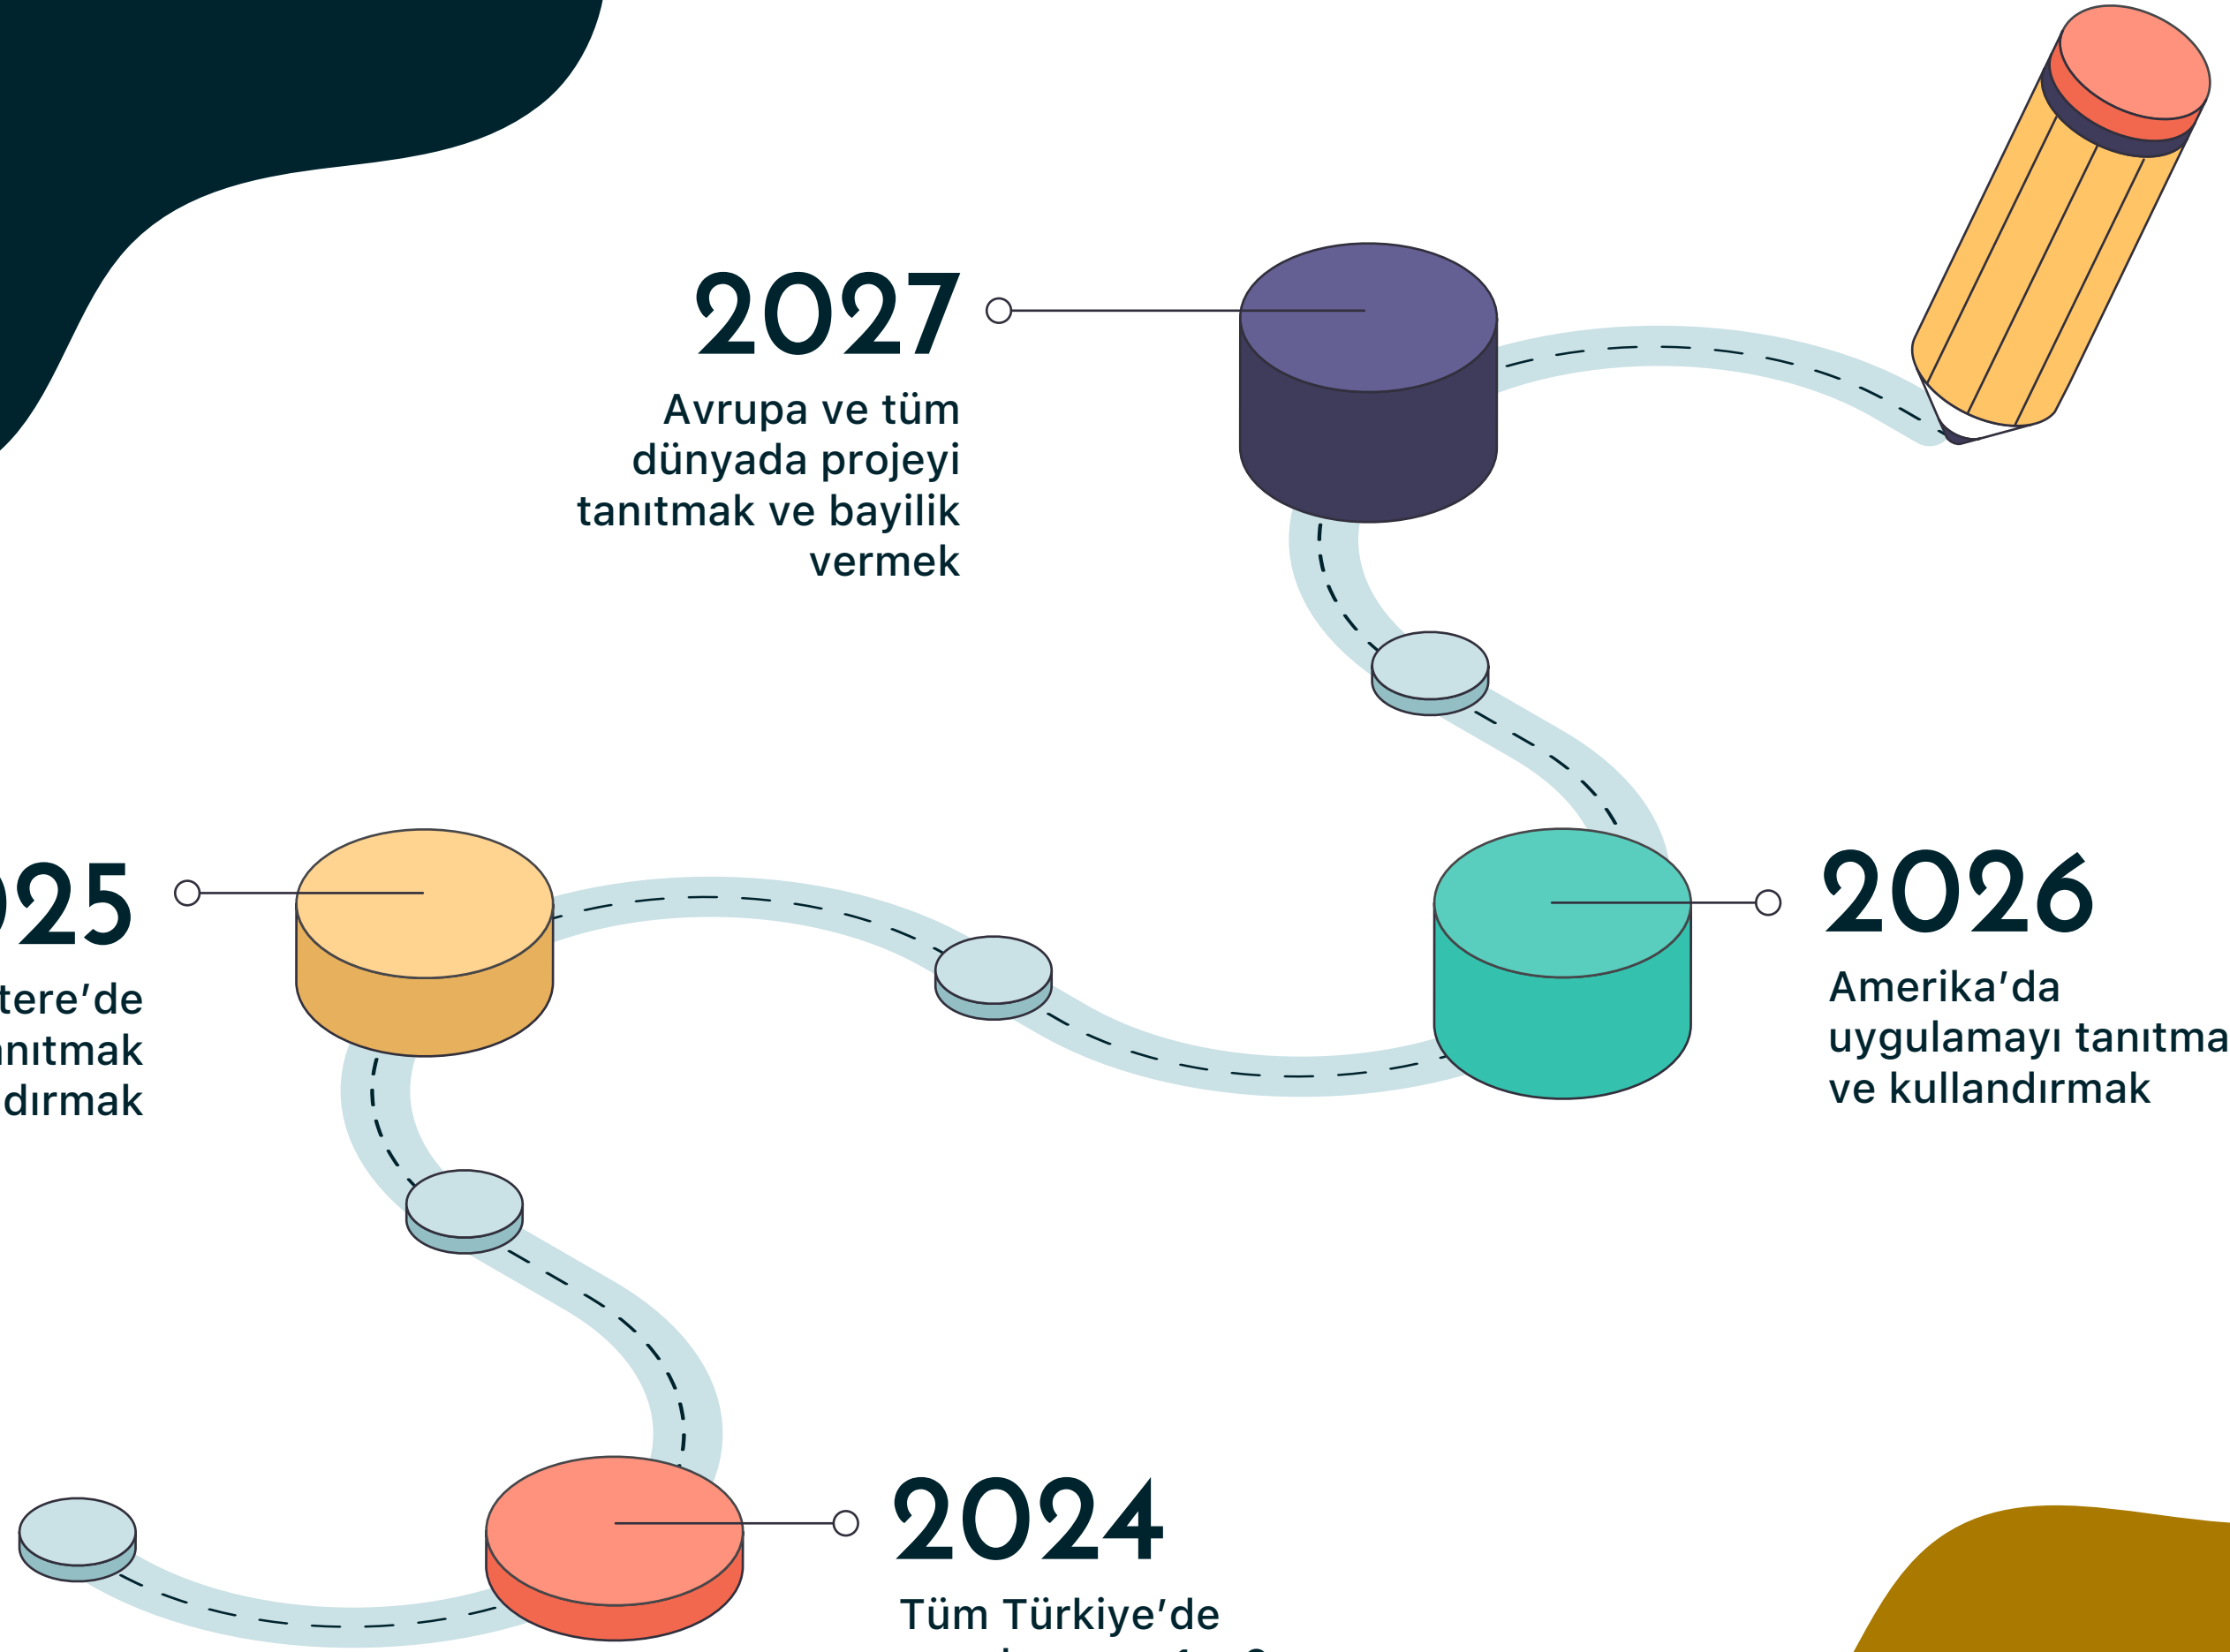 2027
Avrupa ve tüm
dünyada projeyi
tanıtmak ve bayilik
vermek
025
tere’de
nıtmak
dırmak
2026
Amerika’da
uygulamayı tanıtma
ve kullandırmak
2024
Tüm Türkiye’de